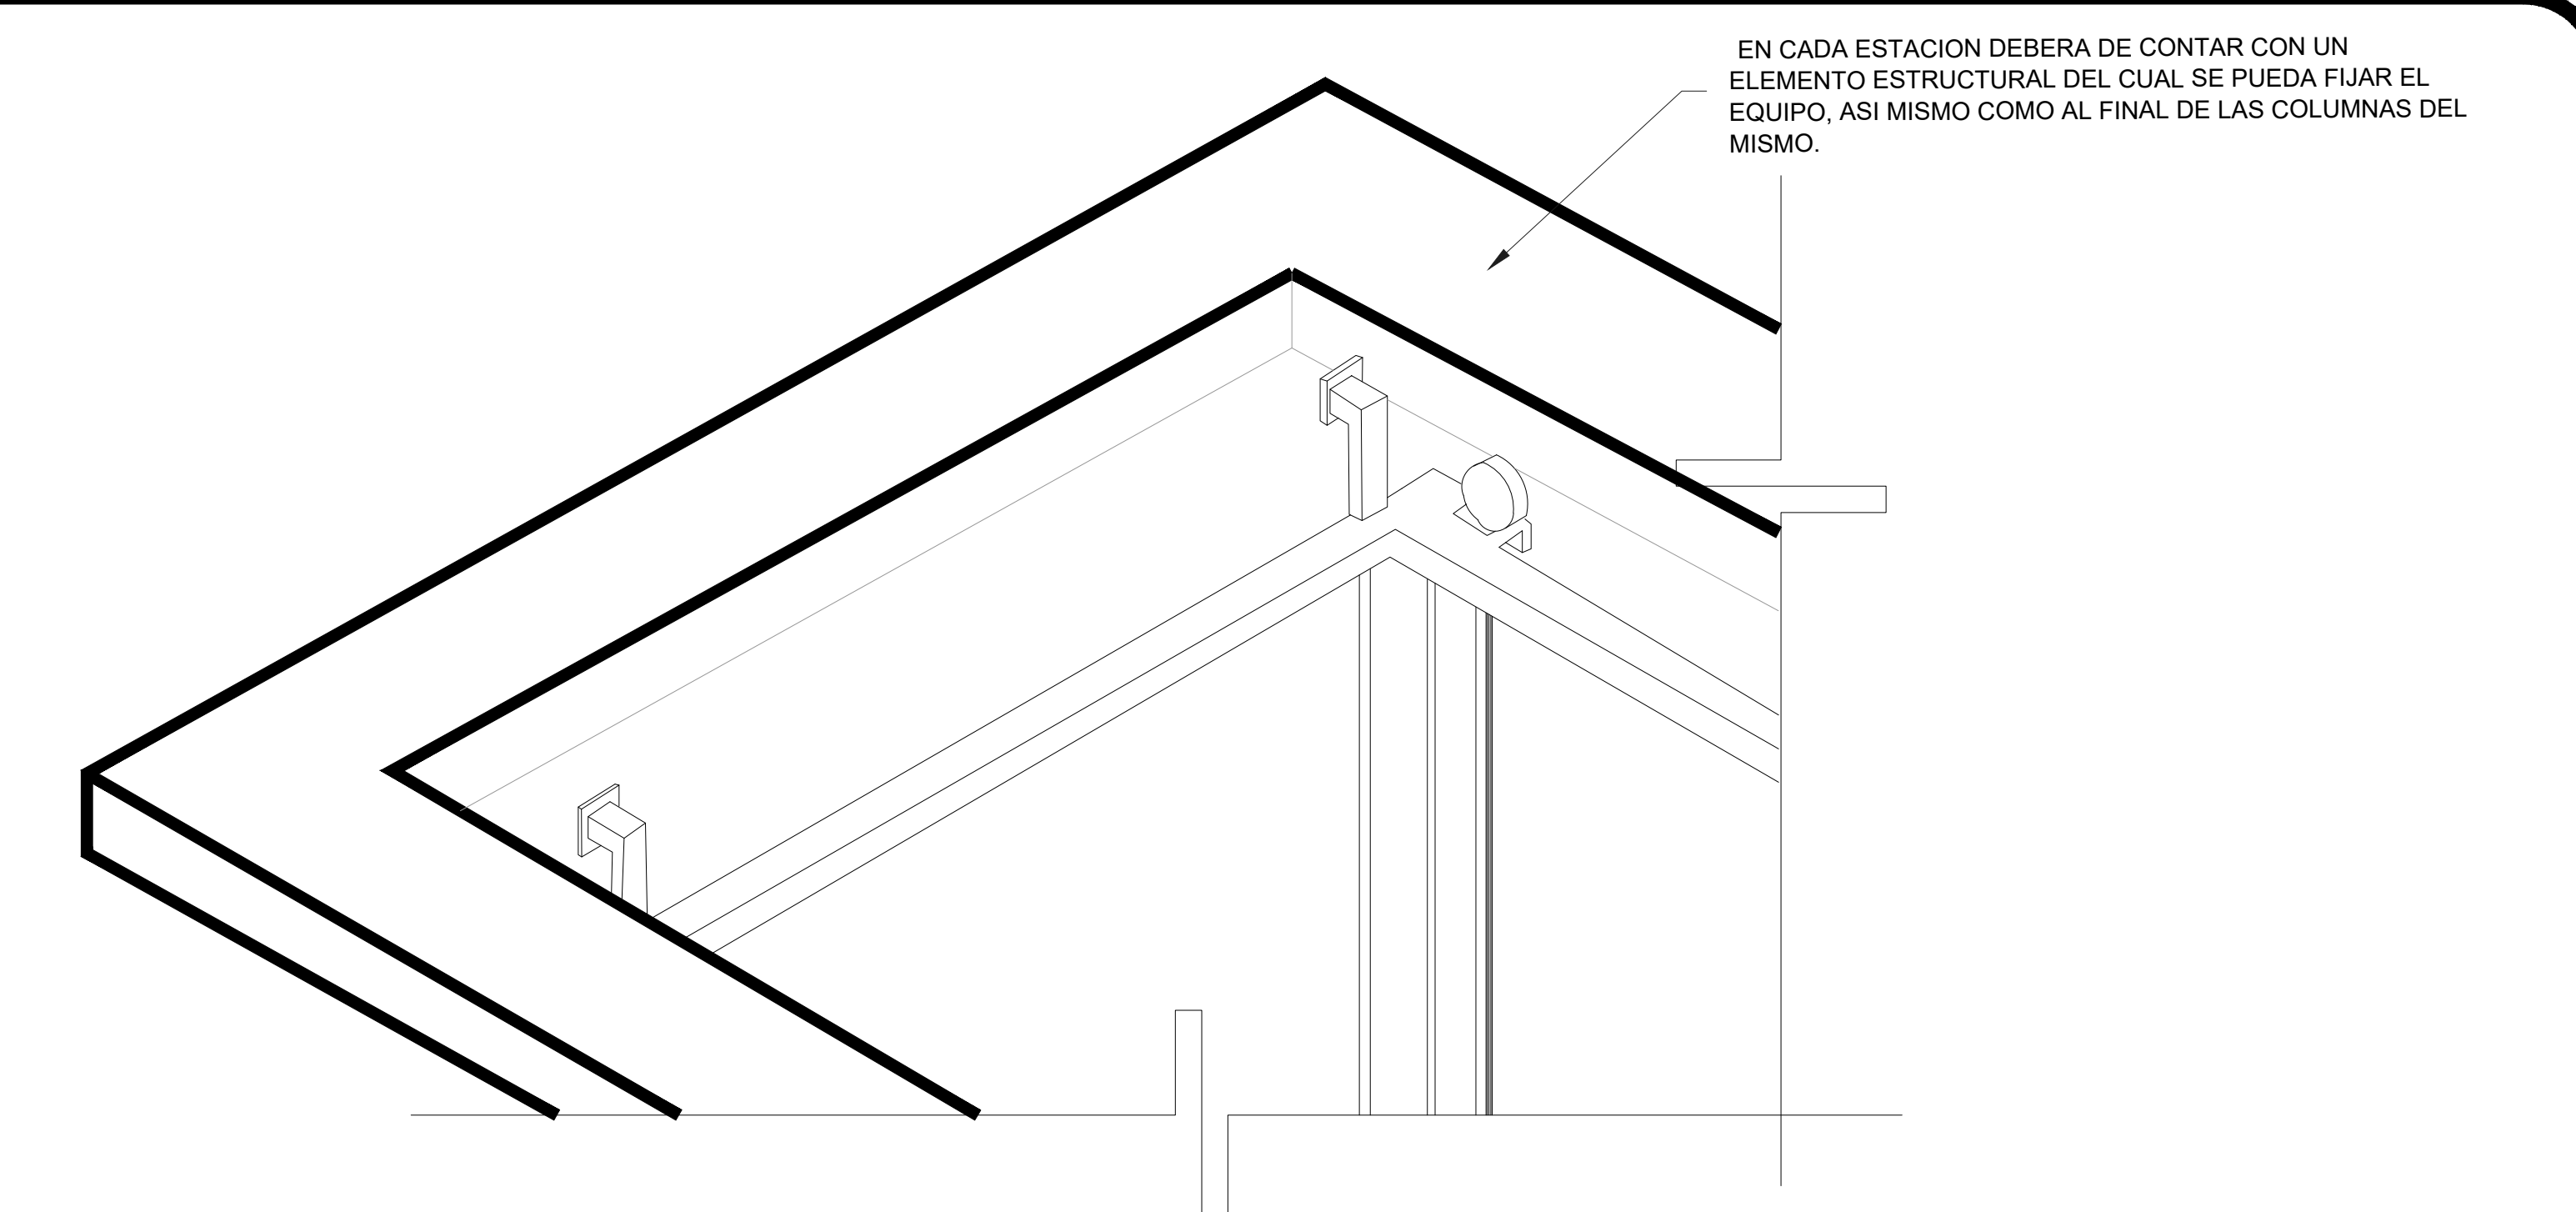 EN CADA ESTACION DEBERA DE CONTAR CON UN
ELEMENTO ESTRUCTURAL DEL CUAL SE PUEDA FIJAR EL
EQUIPO, ASI MISMO COMO AL FINAL DE LAS COLUMNAS DEL
MISMO.